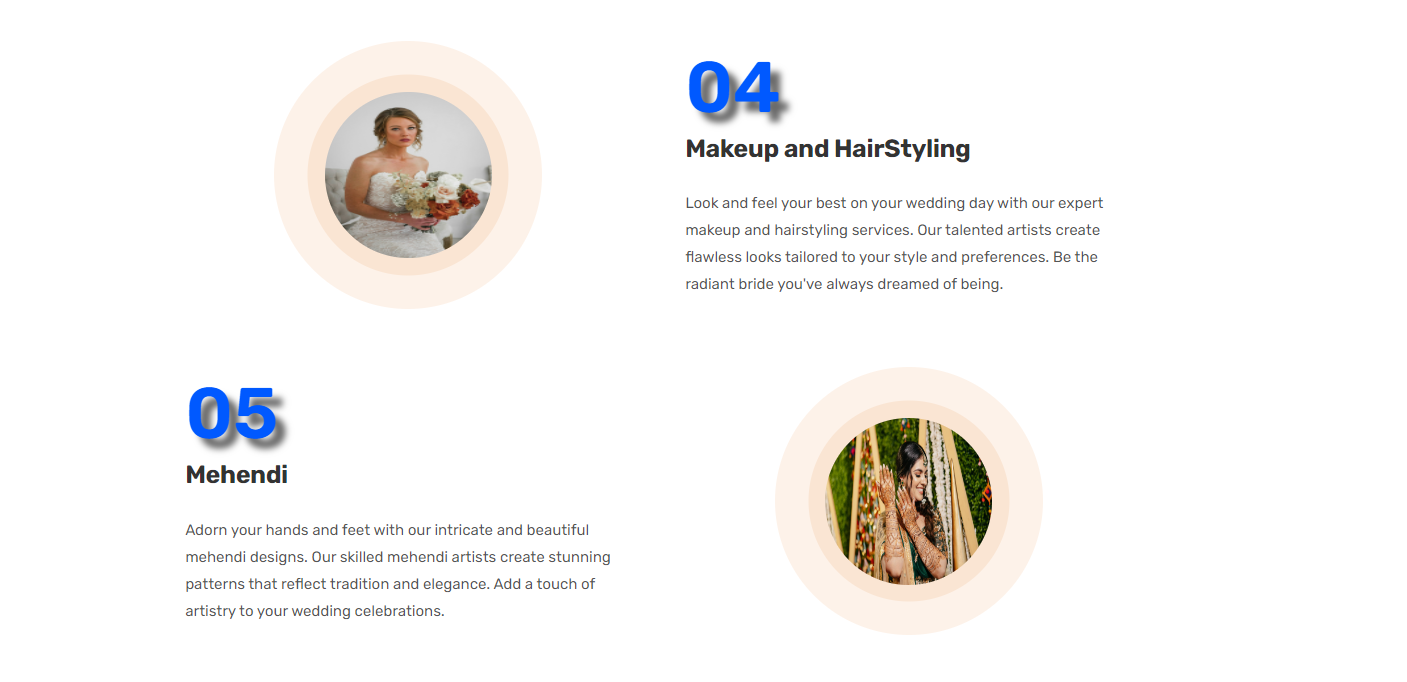 04
Makeup and HairStyling
Look and feel your best on your wedding day with our expert
makeup and hairstyling services. Our talented artists create
flawless looks tailored to your style and preferences. Be the
radiant bride you've always dreamed of being.
05
Mehendi
Adorn your hands and feet with our intricate and beautiful
mehendi designs. Our skilled mehendi artists create stunning
patterns that reflect tradition and elegance. Add a touch of
artistry to your wedding celebrations.